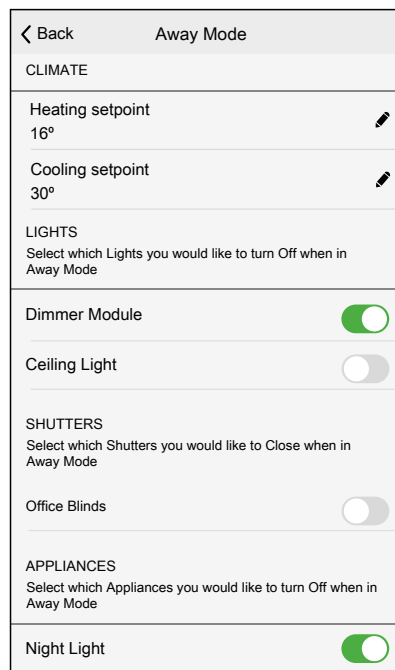 Back
Away Mode
CLIMATE
Heating setpoint
16º
Cooling setpoint
30º
LIGHTS
Select which Lights you would like to turn Off when in
Away Mode
Dimmer Module
Ceiling Light
SHUTTERS
Select which Shutters you would like to Close when in
Away Mode
Office Blinds
APPLIANCES
Select which Appliances you would like to turn Off when in
Away Mode
Night Light